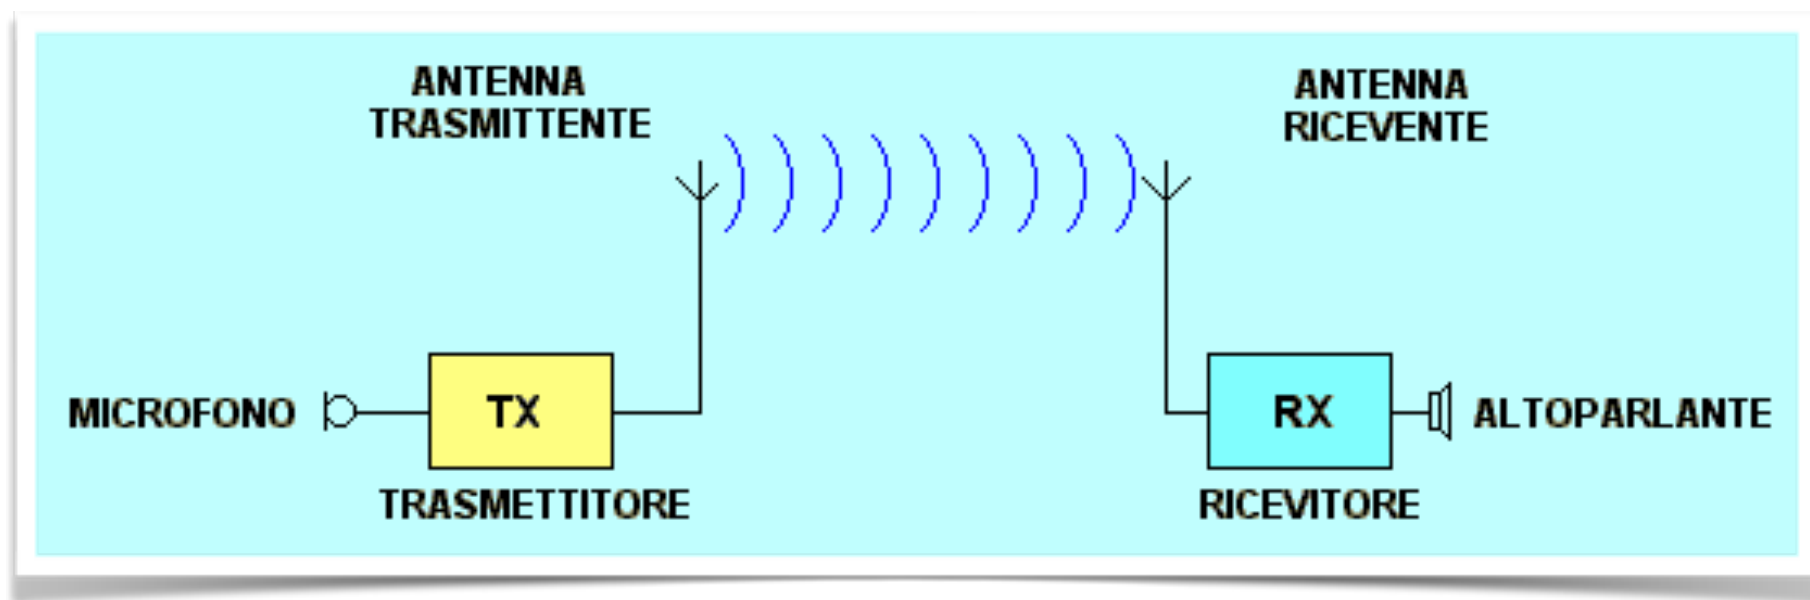 ANTENNA
TRASMITTENTE
ANTENNA
RICEVENTE
MICROFONO
TX
RX
ALTOPARLANTE
TRASMETTITORE
RICEVITORE